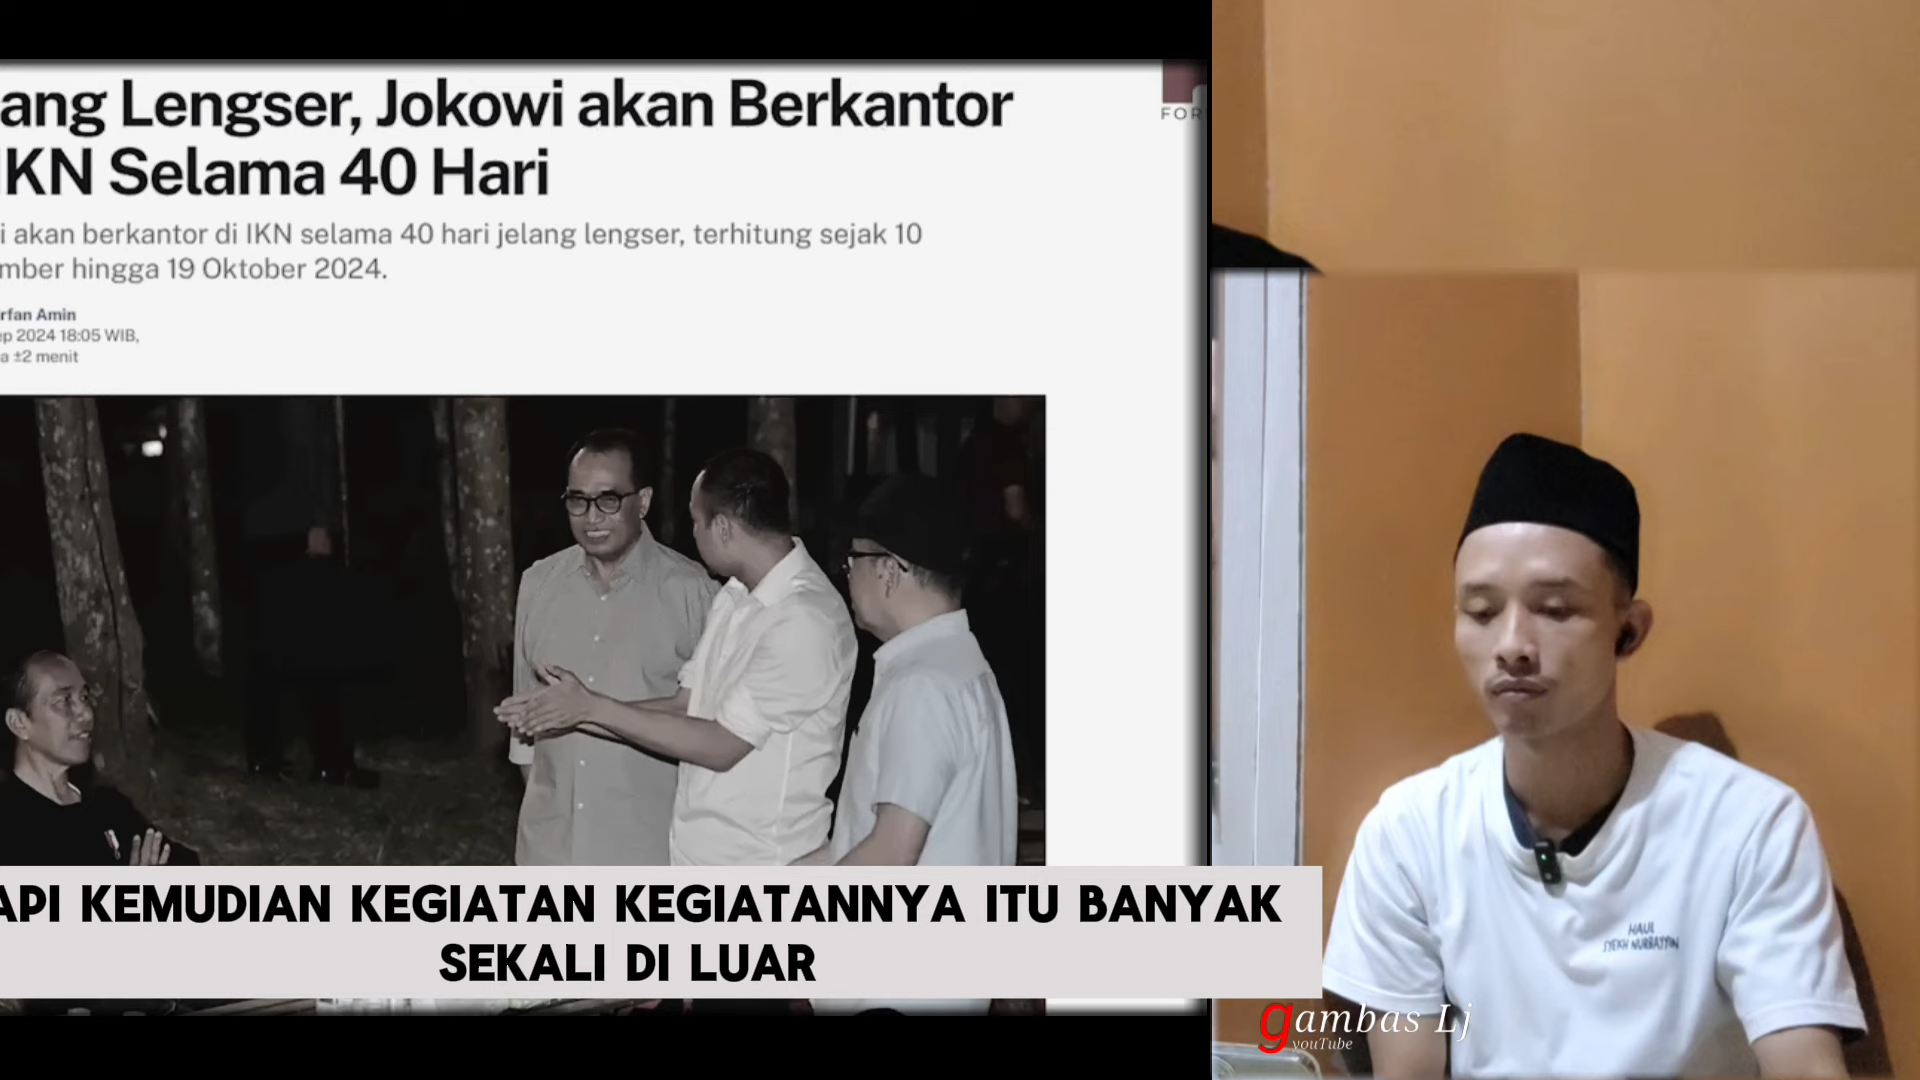 ang Lengser, Jokowi akan Berkantor
IKN Selama 40 Hari
i akan berkantor di IKN selama 40 hari jelang lengser, terhitung sejak 10
mber hingga 19 Oktober 2024.
rfan Amin
ep 2024 18:05 WIB,
a ±2 menit
FOR
API KEMUDIAN KEGIATAN KEGIATANNYA ITU BANYAK
SEKALI DI LUAR
HAUL
SYEKH NURBAYYIN
gambas Lj
youTube